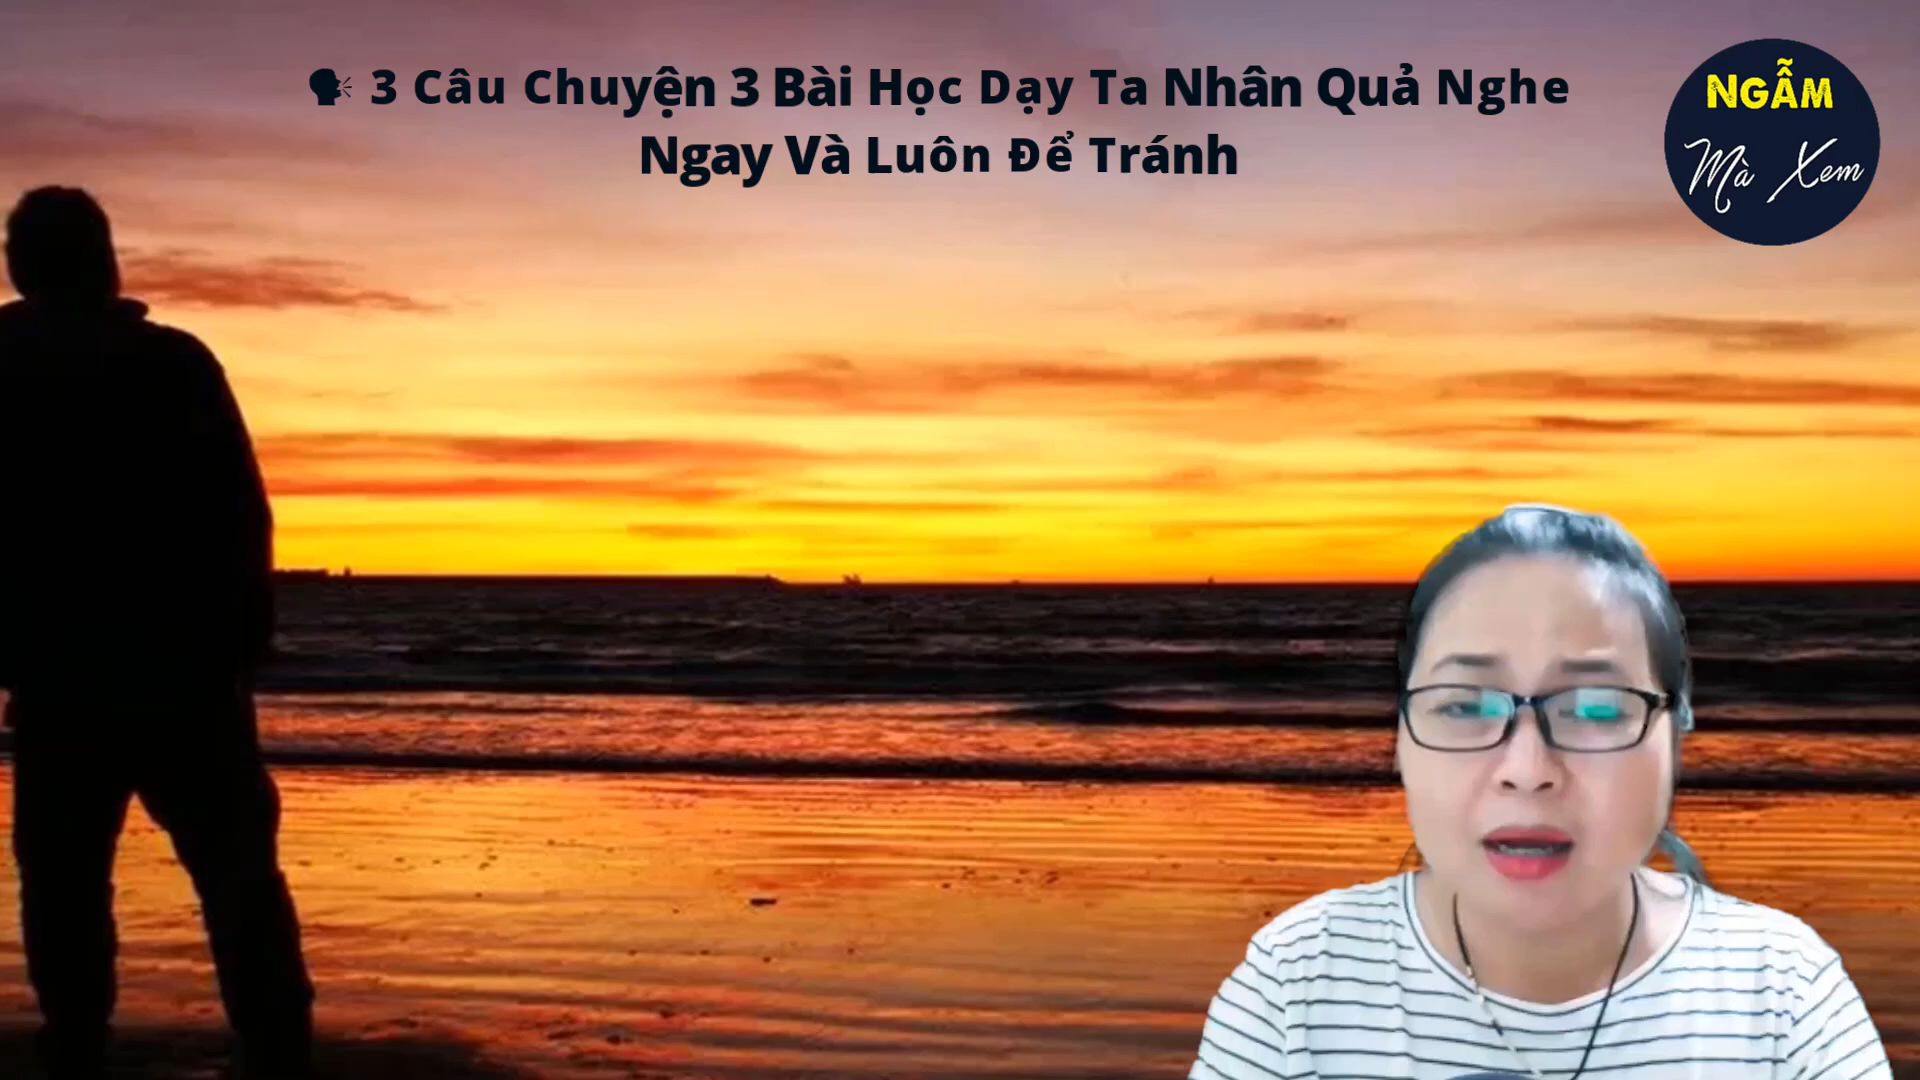 🗣 3 Câu Chuyện 3 Bài Học Dạy Ta Nhân Quả Nghe
Ngay Và Luôn Để Tránh
NGẪM
Mà Xem